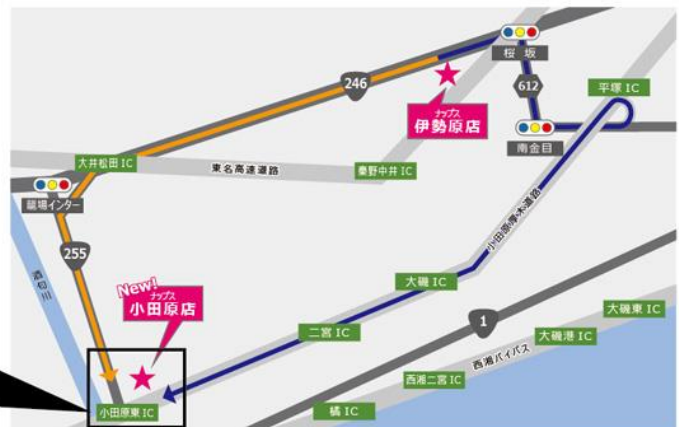 桜 坂
246
612
平塚 IC
ナップス
伊勢原店
南金目
大井松田 IC
東名高速道路
秦野中井 IC
籠場インター
小田原厚木道路
255
酒匂川
New!
ナップス
小田原店
大磯 IC
1
大磯東 IC
二宮 IC
大磯港 IC
西湘バイパス
西湘二宮 IC
小田原東 IC
橘 IC